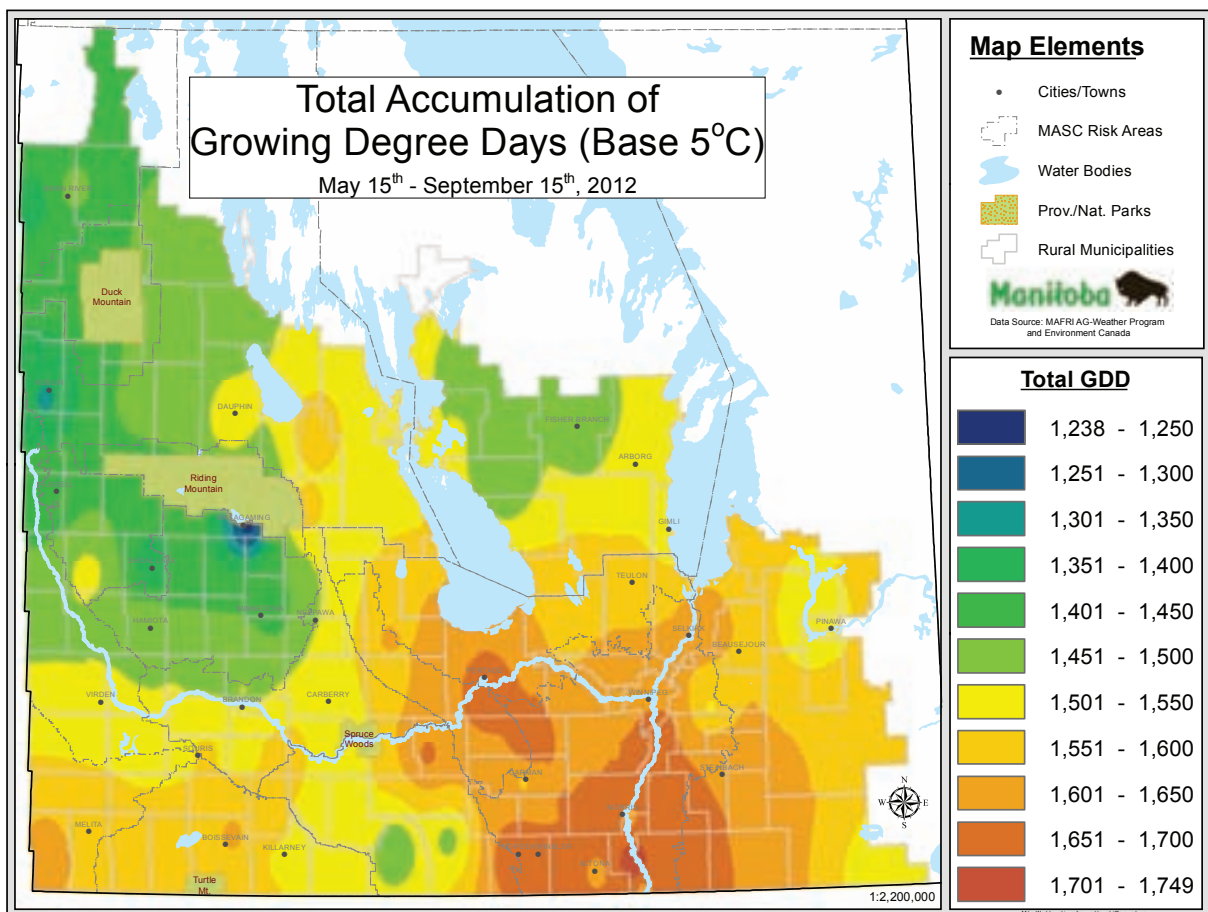 Total Accumulation of
Growing Degree Days (Base 5°C)
May 15th - September 15th, 2012
Duck
Mountain
DAUPHIN
FISHER BRANCH
ARBORG
Riding
Mountain
GIMLI
TEULON
HAMIOTA
PINAWA
SELKIRK
BEAUSEJOUR
VIRDEN
BRANDON
CARBERRY
WINNIPEG
Spruce
Woods
SOURIS
CARMAN
STEINBACH
MELITA
BOISSEVAIN
KILLARNEY
Turtle
Mt.
N
W
E
S
1:2,200,000
Map Elements
Cities/Towns
MASC Risk Areas
Water Bodies
Prov./Nat. Parks
Rural Municipalities
Manitoba
Data Source: MAFRI AG-Weather Program
and Environment Canada
Total GDD
1,238 - 1,250
1,251 - 1,300
1,301 - 1,350
1,351 - 1,400
1,401 - 1,450
1,451 - 1,500
1,501 - 1,550
1,551 - 1,600
1,601 - 1,650
1,651 - 1,700
1,701 - 1,749